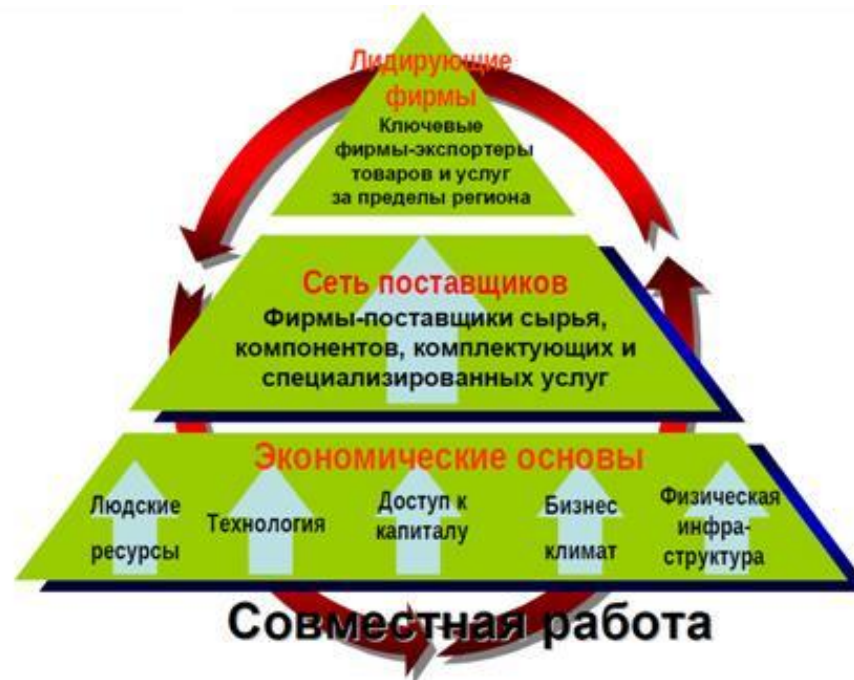 Лидирующие
фирмы
Ключевые
фирмы-экспортеры
товаров и услуг
за пределы региона
Сеть поставщиков
Фирмы-поставщики сырья,
компонентов, комплектующих и
специализированных услуг
Экономические основы
Людские
ресурсы
Технология
Доступ к
капиталу
Бизнес
климат
Физическая
инфра-
структура
Совместная работа